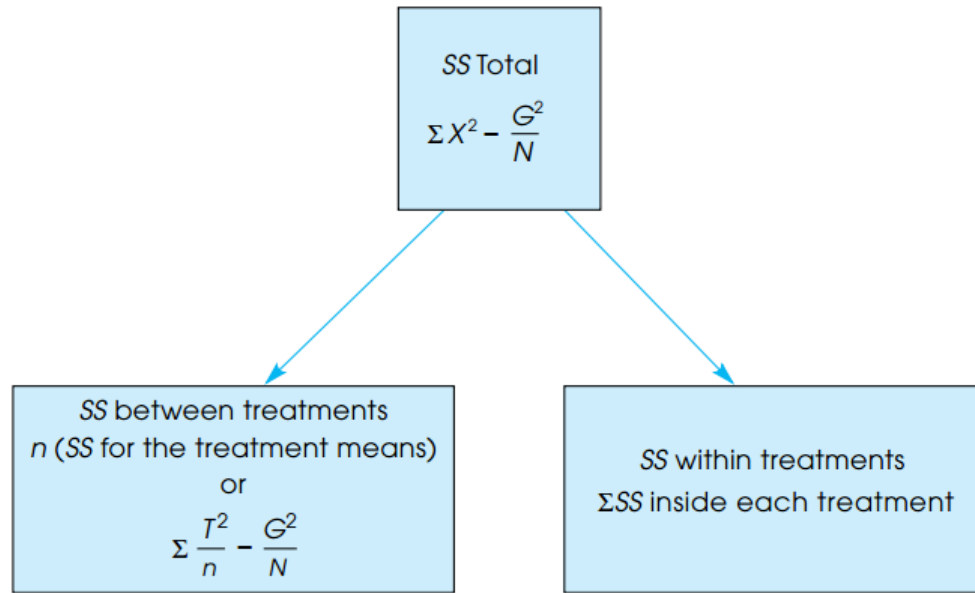 SS Total
ΣX² − G²/N
SS between treatments
n (SS for the treatment means)
or
Σ T²/n − G²/N
SS within treatments
ΣSS inside each treatment